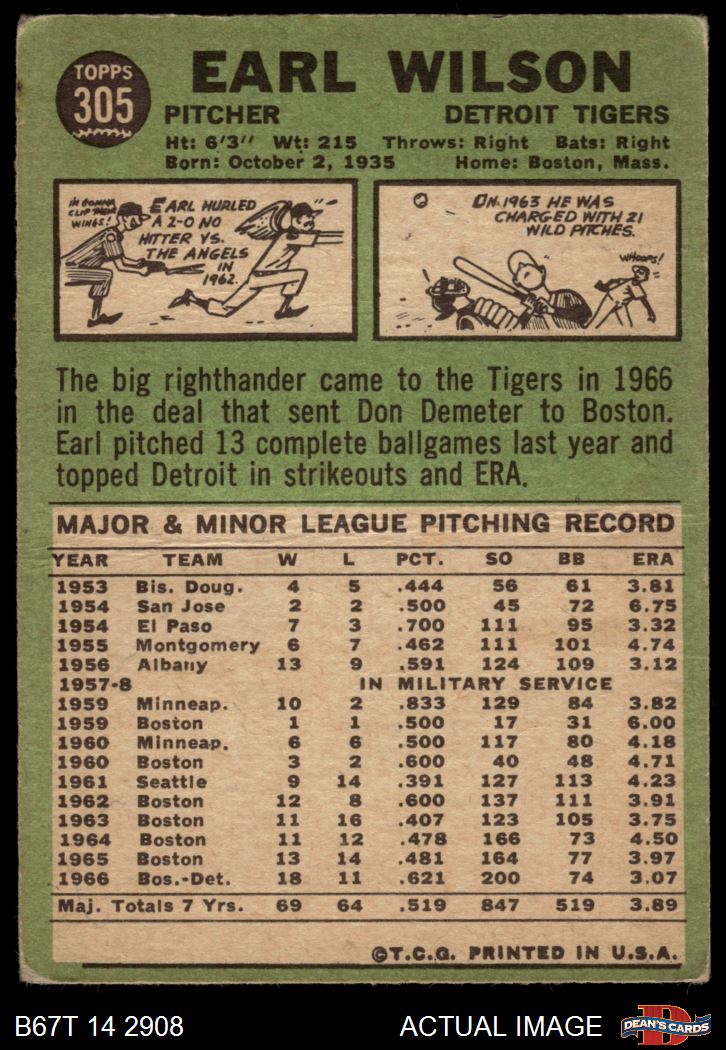 TOPPS
305
EARL WILSON
PITCHER DETROIT TIGERS
Ht: 6'3" Wt: 215 Throws: Right Bats: Right
Born: October 2, 1935 Home: Boston, Mass.
IM GONNA
CLIP THEM
WINGS!
EARL HURLED
A 2-0 NO
HITTER VS.
THE ANGELS
IN
1962.
IN 1963 HE WAS
CHARGED WITH 21
WILD PITCHES.
WHOOPS!
The big righthander came to the Tigers in 1966
in the deal that sent Don Demeter to Boston.
Earl pitched 13 complete ballgames last year and
topped Detroit in strikeouts and ERA.
MAJOR & MINOR LEAGUE PITCHING RECORD
YEAR TEAM W L PCT. SO BB ERA
1953 Bis. Doug. 4 5 .444 56 61 3.81
1954 San Jose 2 2 .500 45 72 6.75
1954 El Paso 7 3 .700 111 95 3.32
1955 Montgomery 6 7 .462 111 101 4.74
1956 Albany 13 9 .591 124 109 3.12
1957-8 IN MILITARY SERVICE
1959 Minneap. 10 2 .833 129 84 3.82
1959 Boston 1 1 .500 17 31 6.00
1960 Minneap. 6 6 .500 117 80 4.18
1960 Boston 3 2 .600 40 48 4.71
1961 Seattle 9 14 .391 127 113 4.23
1962 Boston 12 8 .600 137 111 3.91
1963 Boston 11 16 .407 123 105 3.75
1964 Boston 11 12 .478 166 73 4.50
1965 Boston 13 14 .481 164 77 3.97
1966 Bos.-Det. 18 11 .621 200 74 3.07
Maj. Totals 7 Yrs. 69 64 .519 847 519 3.89
©T.C.G. PRINTED IN U.S.A.
B67T 14 2908 ACTUAL IMAGE
D
DEAN'S CARDS